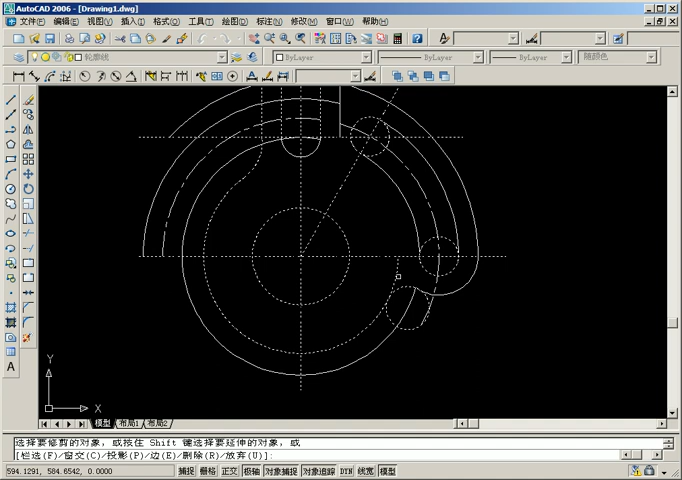 AutoCAD 2006 - [Drawing1.dwg]
文件(F) 编辑(E) 视图(V) 插入(I) 格式(O) 工具(T) 绘图(D) 标注(N) 修改(M) 窗口(W) 帮助(H)
轮廓线 ByLayer ByLayer ByLayer 随颜色
A
Y
X
模型 布局1 布局2
选择要修剪的对象，或按住 Shift 键选择要延伸的对象，或
[栏选(F)/窗交(C)/投影(P)/边(E)/删除(R)/放弃(U)]:
594.1291, 584.6542, 0.0000 捕捉 栅格 正交 极轴 对象捕捉 对象追踪 DYN 线宽 模型